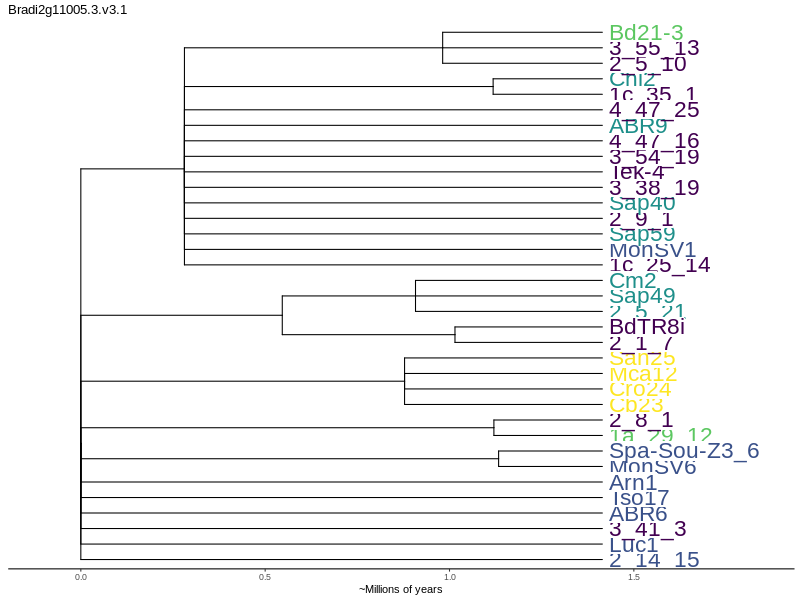 Bradi2g11005.3.v3.1
Bd21-3
3_55_13
2_5_10
Chi2
1c_35_1
4_47_25
ABR9
4_47_16
3_54_19
Tek-4
3_38_19
Sap40
2_9_1
Sap59
MonSV1
1c_25_14
Cm2
Sap49
2_5_21
BdTR8i
2_1_7
San25
Mca12
Cro24
Cb23
2_8_1
1a_29_12
Spa-Sou-Z3_6
MonSV6
Arn1
Tso17
ABR6
3_41_3
Luc1
2_14_15
0.0 0.5 1.0 1.5
~Millions of years